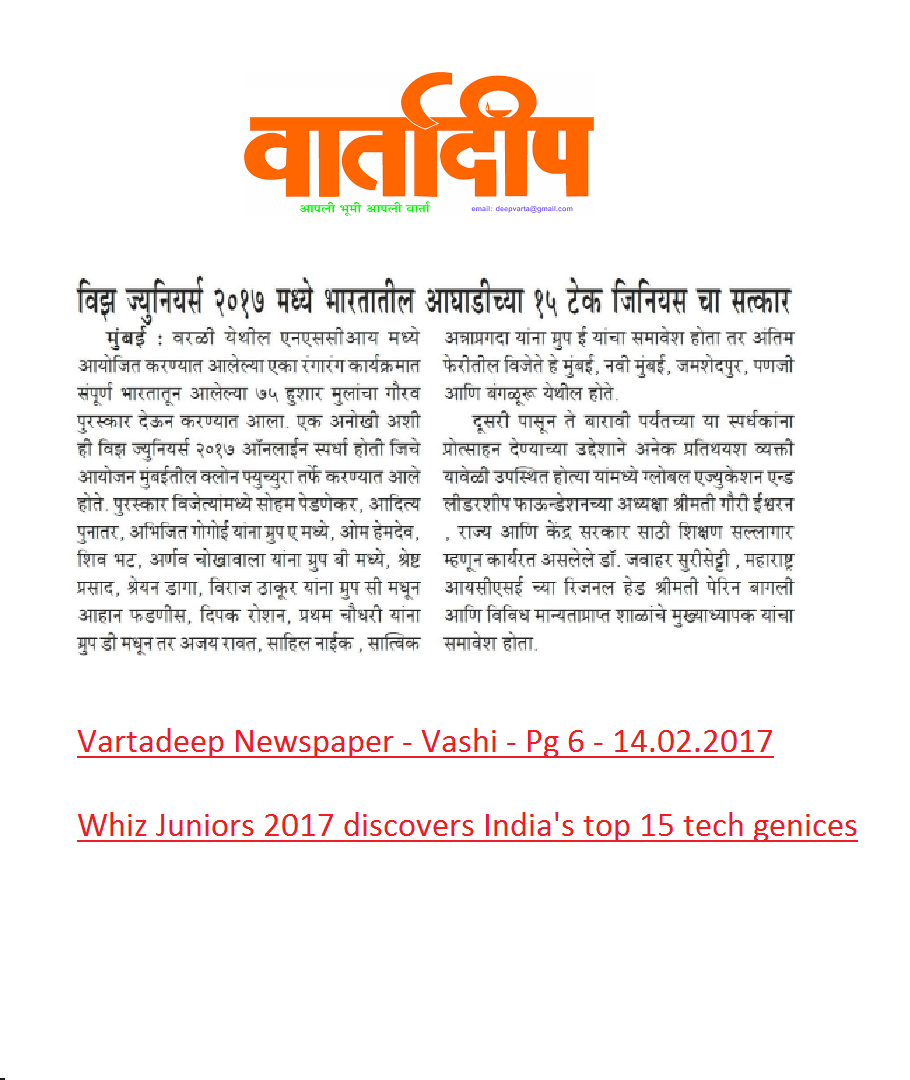 वार्तादीप
आपली भूमी आपली वार्ता
email: deepvarta@gmail.com
विझ ज्युनियर्स २०१७ मध्ये भारतातील आघाडीच्या १५ टेक जिनियस चा सत्कार
मुंबई : वरळी येथील एनएससीआय मध्ये
आयोजित करण्यात आलेल्या एका रंगारंग कार्यक्रमात
संपूर्ण भारतातून आलेल्या ७५ हुशार मुलांचा गौरव
पुरस्कार देऊन करण्यात आला. एक अनोखी अशी
ही विझ ज्युनियर्स २०१७ ऑनलाईन स्पर्धा होती जिचे
आयोजन मुंबईतील क्लोन फ्युच्युरा तर्फे करण्यात आले
होते. पुरस्कार विजेत्यांमध्ये सोहम पेडणेकर, आदित्य
पुनातर, अभिजित गोगोई यांना ग्रुप ए मध्ये, ओम हेमदेव,
शिव भट, अर्णव चोखावाला यांना ग्रुप बी मध्ये, श्रेष्ट
प्रसाद, श्रेयन डागा, विराज ठाकूर यांना ग्रुप सी मधून
आहान फडणीस, दिपक रोशन, प्रथम चौधरी यांना
ग्रुप डी मधून तर अजय रावत, साहिल नाईक , सात्विक
अन्नाप्रगदा यांना ग्रुप ई यांचा समावेश होता तर अंतिम
फेरीतील विजेते हे मुंबई, नवी मुंबई, जमशेदपुर, पणजी
आणि बंगळूरू येथील होते.
दूसरी पासून ते बारावी पर्यंतच्या या स्पर्धकांना
प्रोत्साहन देण्याच्या उद्देशाने अनेक प्रतिथयश व्यक्ती
यावेळी उपस्थित होत्या यांमध्ये ग्लोबल एज्युकेशन एन्ड
लीडरशीप फाऊन्डेशनच्या अध्यक्षा श्रीमती गौरी ईश्वरन
, राज्य आणि केंद्र सरकार साठी शिक्षण सल्लागार
म्हणून कार्यरत असलेले डॉ. जवाहर सुरीसेट्टी , महाराष्ट्र
आयसीएसई च्या रिजनल हेड श्रीमती पेरिन बागली
आणि विविध मान्यताप्राप्त शाळांचे मुख्याध्यापक यांचा
समावेश होता.
Vartadeep Newspaper - Vashi - Pg 6 - 14.02.2017
Whiz Juniors 2017 discovers India's top 15 tech genices